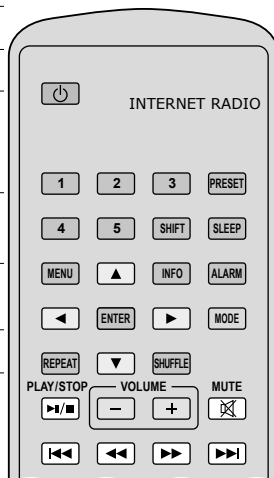 INTERNET RADIO
1 2 3 PRESET
4 5 SHIFT SLEEP
MENU INFO ALARM
ENTER MODE
REPEAT SHUFFLE
PLAY/STOP VOLUME MUTE
− +